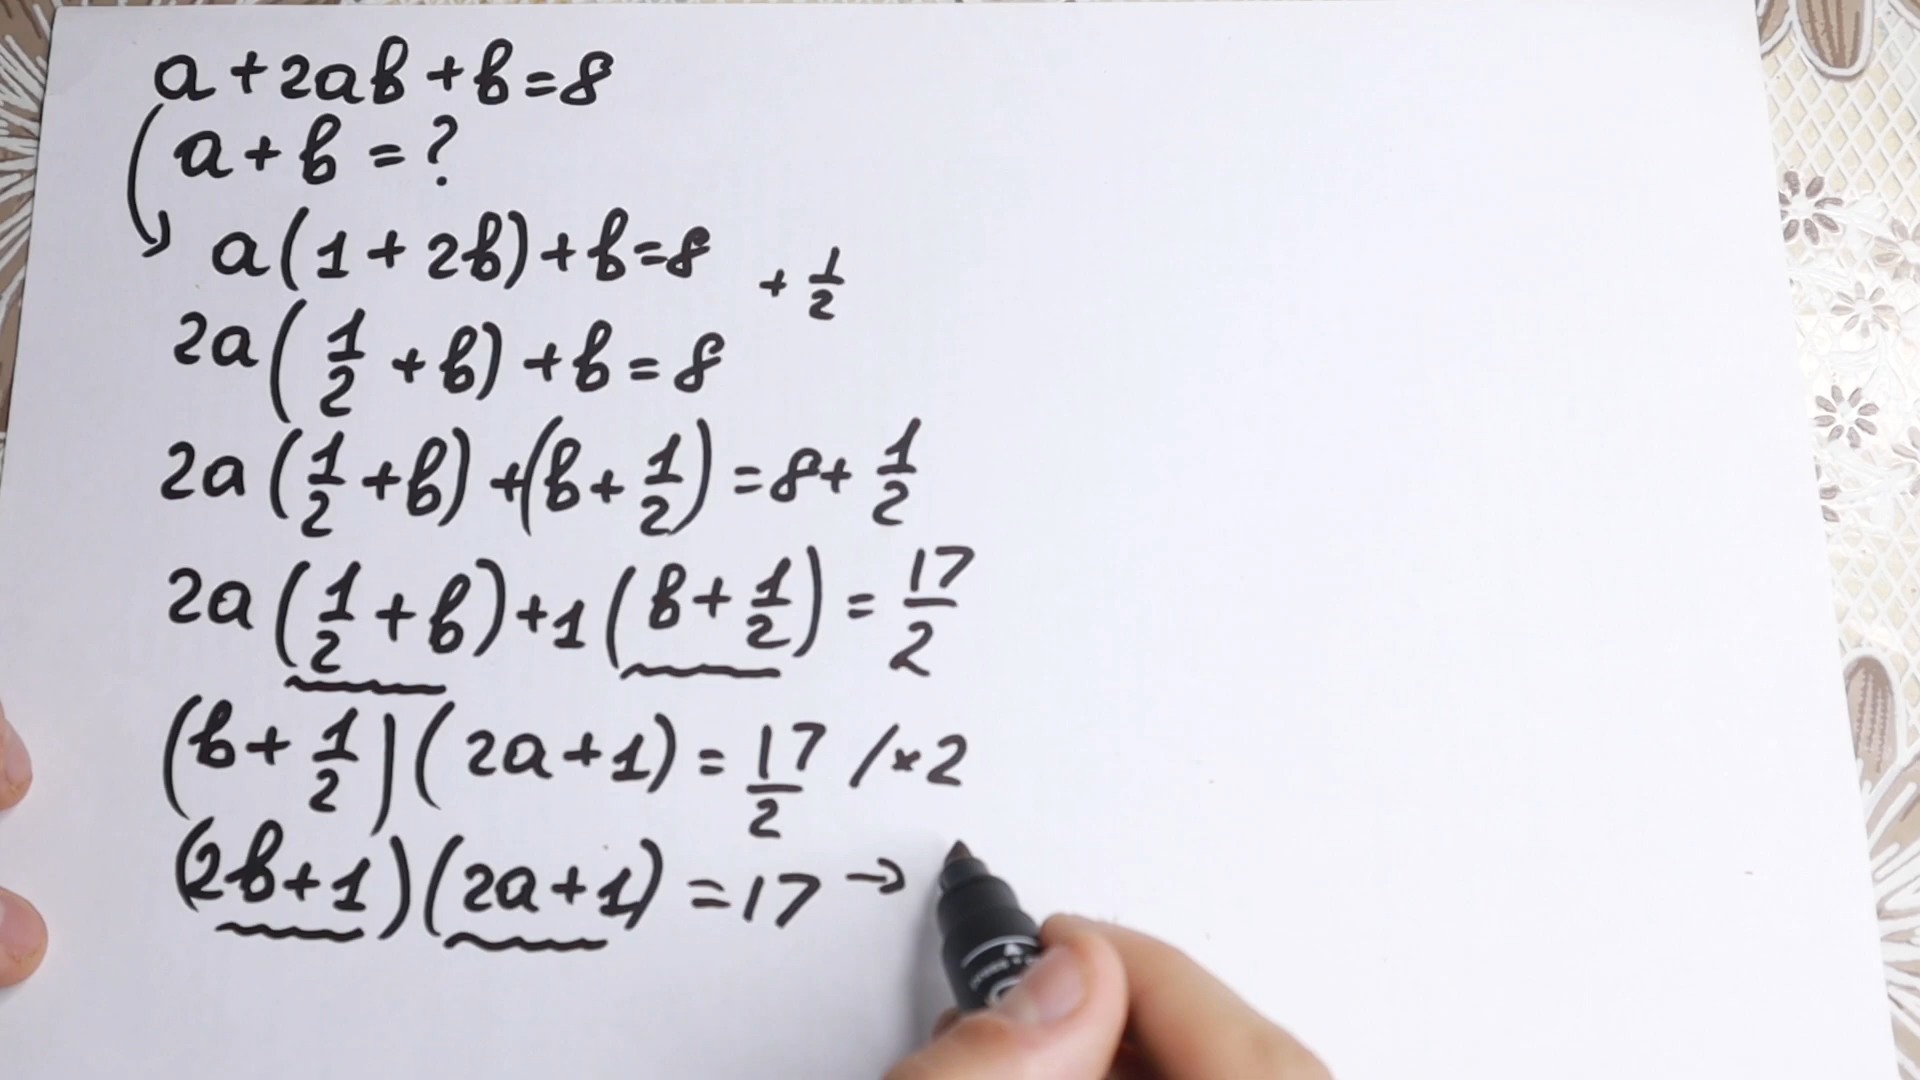 a + 2ab + b = 8
a + b = ?
a(1 + 2b) + b = 8 + 1/2
2a(1/2 + b) + b = 8
2a(1/2 + b) + (b + 1/2) = 8 + 1/2
2a(1/2 + b) + 1(b + 1/2) = 17/2
(b + 1/2)(2a + 1) = 17/2 /×2
(2b + 1)(2a + 1) = 17 →